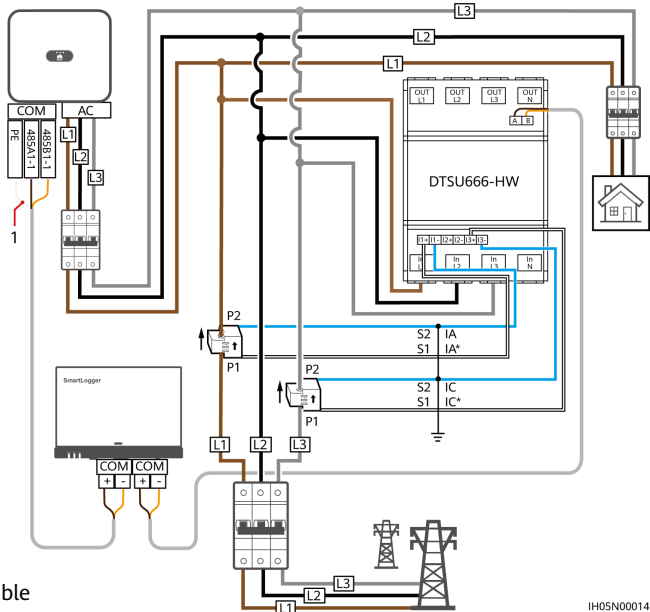 L3
L2
L1
COM
AC
PE
485A1-1
485B1-1
L1
L2
L3
1
OUT
L1
OUT
L2
OUT
L3
OUT
N
A B
DTSU666-HW
I1+ I1- I2+ I2- I3+ I3-
In
L1
In
L2
In
L3
In
N
P2
P1
S2 IA
S1 IA*
P2
P1
S2 IC
S1 IC*
SmartLogger
COM COM
+ - + -
L1 L2 L3
L3
L2
L1
ble
IH05N00014